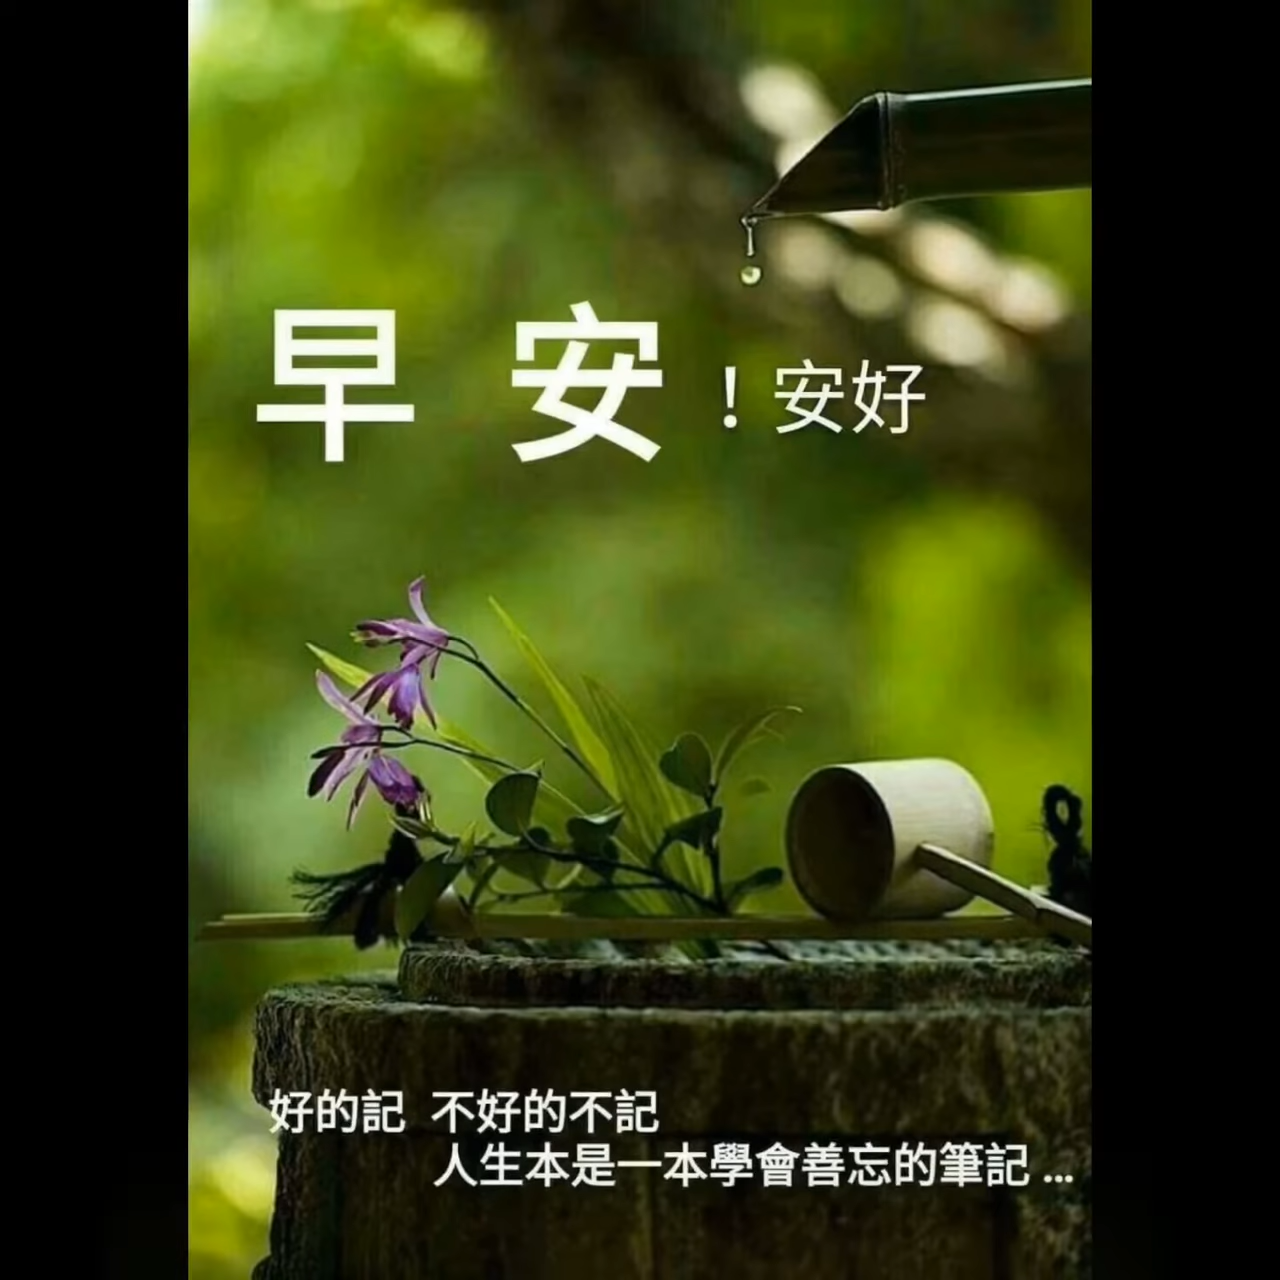 早 安 ！安好
好的記 不好的不記
人生本是一本學會善忘的筆記 ...